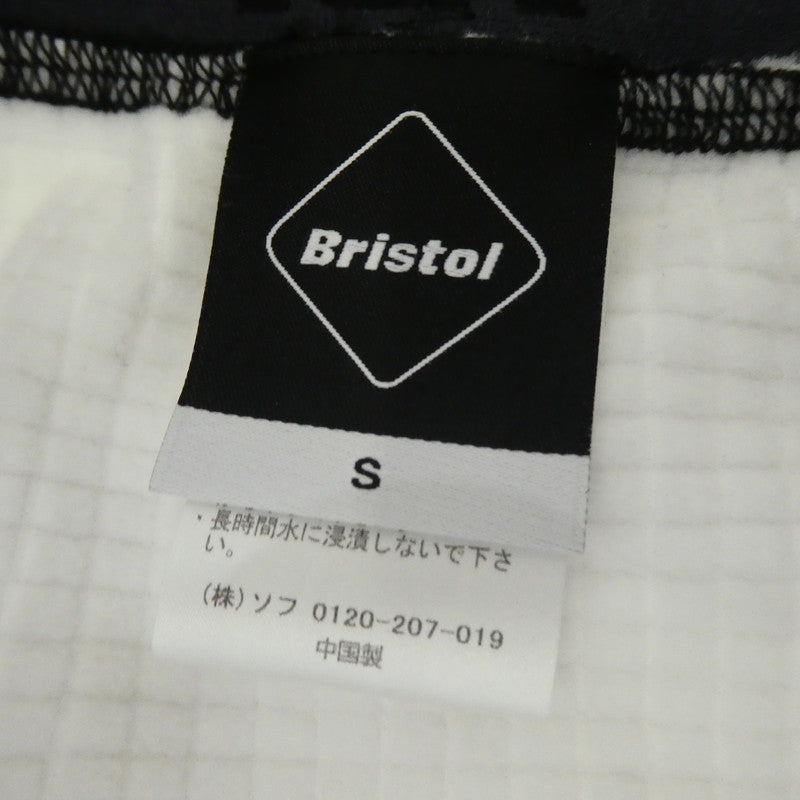 Bristol
S
・長時間水に浸漬しないで下さ
い。
(株)ソフ 0120-207-019
中国製